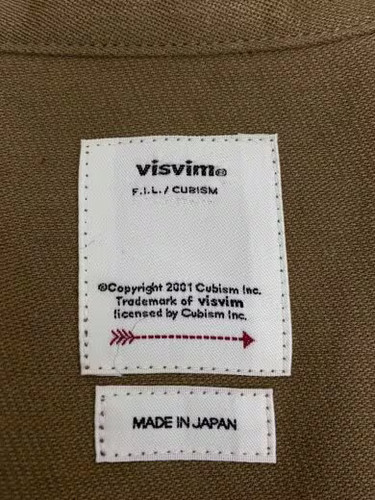 visvim®
F.I.L./CUBISM
©Copyright 2001 Cubism Inc.
Trademark of visvim
licensed by Cubism Inc.
MADE IN JAPAN